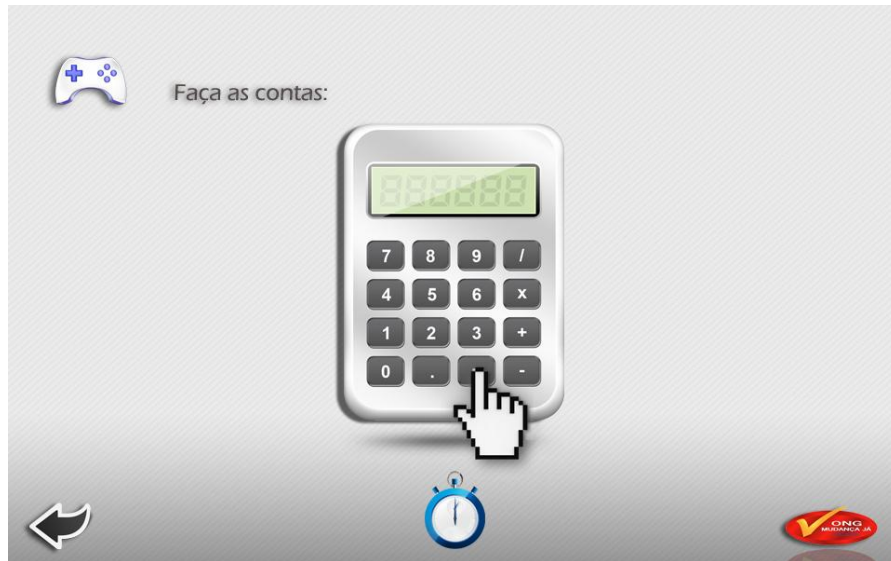 Faça as contas:
888888
7 8 9 /
4 5 6 x
1 2 3 +
0 . -
ONG
MUDANÇA JÁ